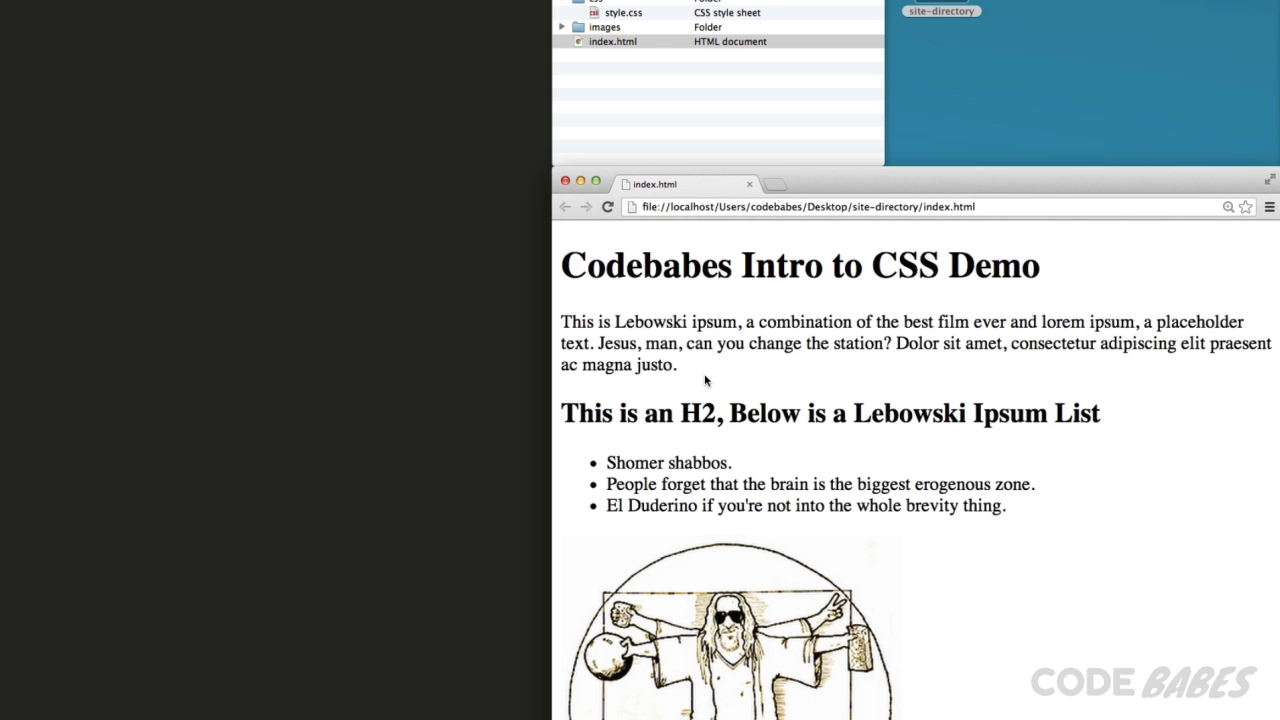 css Folder
style.css CSS style sheet
images Folder
index.html HTML document
site-directory
index.html
file://localhost/Users/codebabes/Desktop/site-directory/index.html
Codebabes Intro to CSS Demo
This is Lebowski ipsum, a combination of the best film ever and lorem ipsum, a placeholder
text. Jesus, man, can you change the station? Dolor sit amet, consectetur adipiscing elit praesent
ac magna justo.
This is an H2, Below is a Lebowski Ipsum List
• Shomer shabbos.
• People forget that the brain is the biggest erogenous zone.
• El Duderino if you're not into the whole brevity thing.
CODE BABES